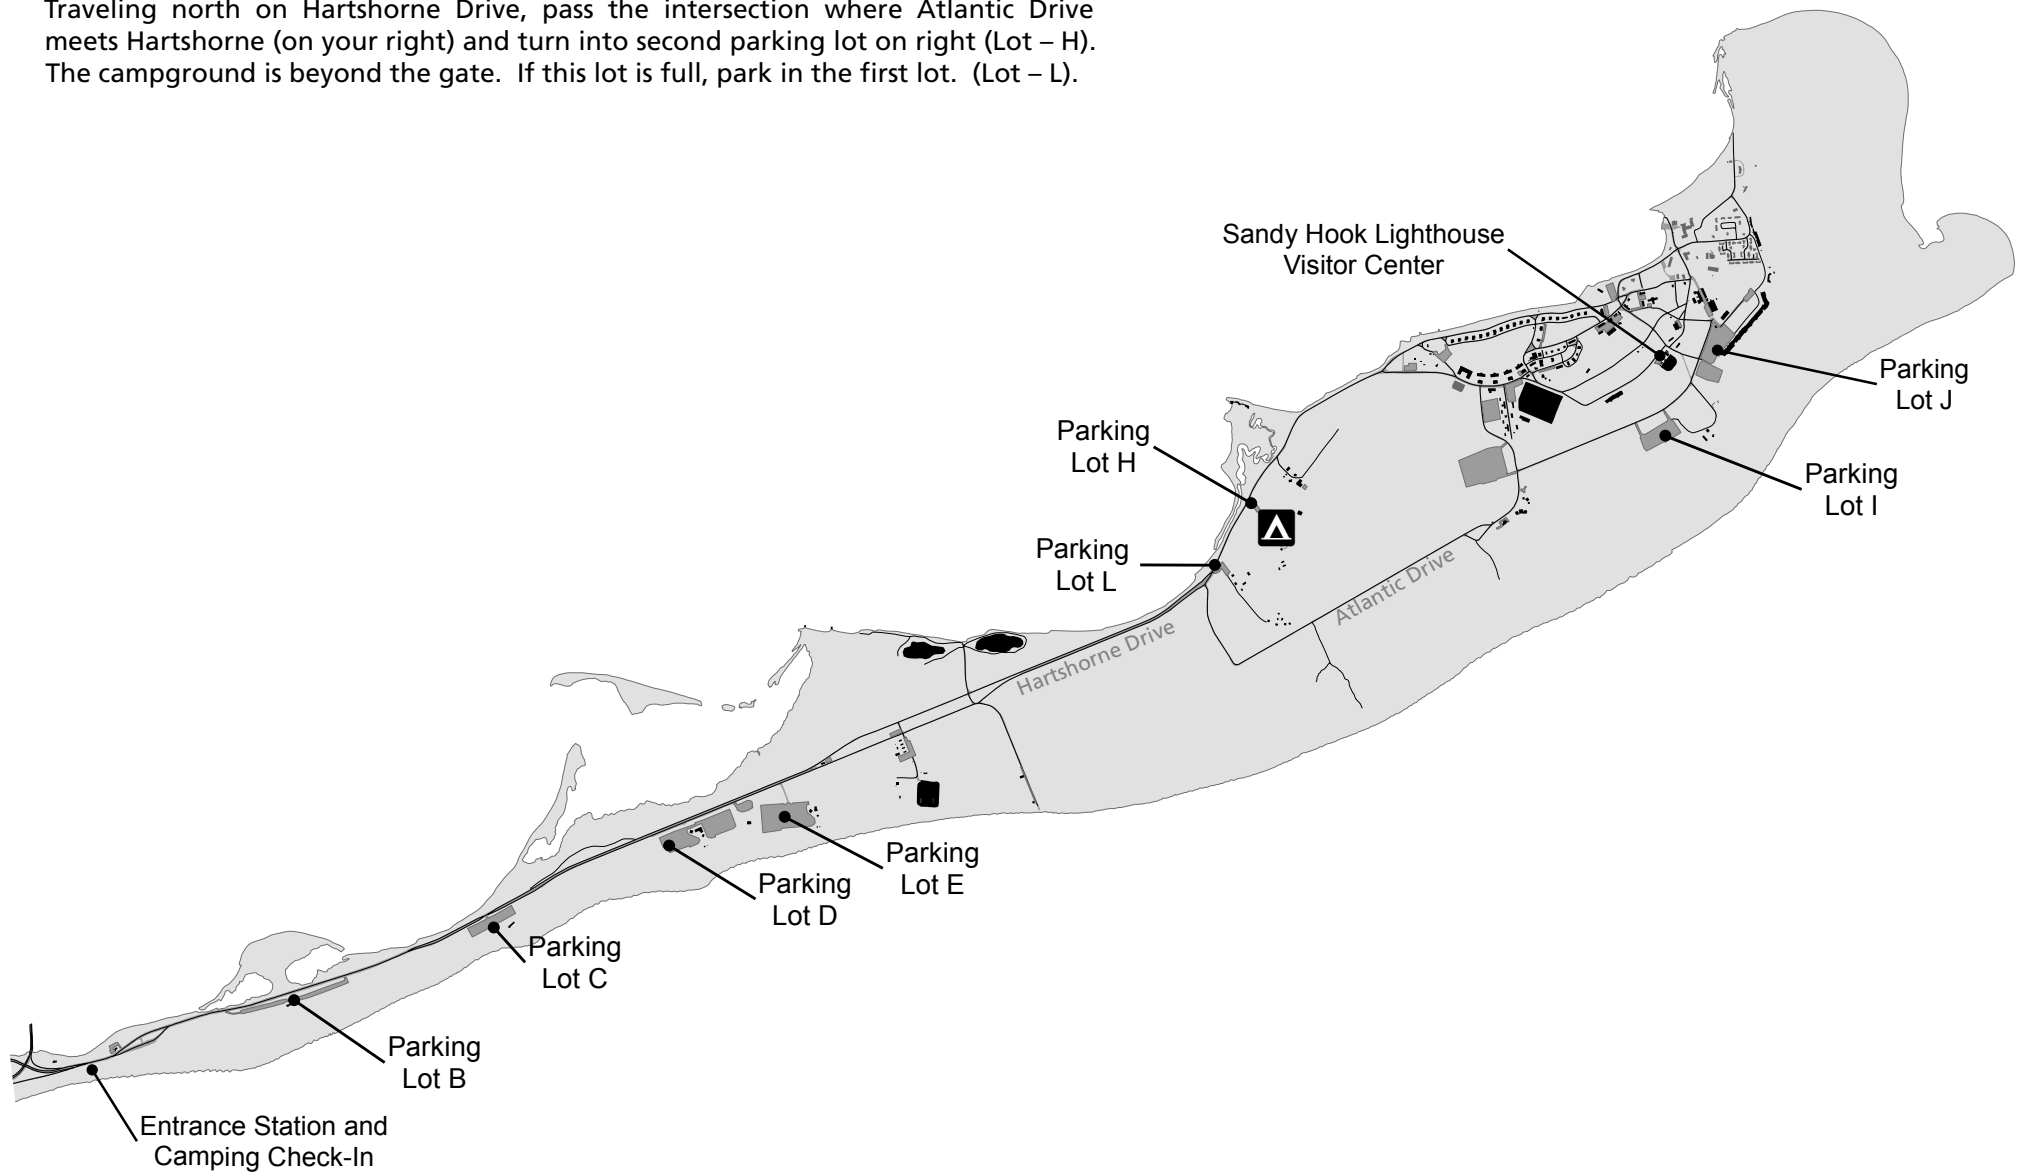 Traveling north on Hartshorne Drive, pass the intersection where Atlantic Drive
meets Hartshorne (on your right) and turn into second parking lot on right (Lot – H).
The campground is beyond the gate.  If this lot is full, park in the first lot.  (Lot – L).
Sandy Hook Lighthouse
Visitor Center
Parking
Lot J
Parking
Lot H
Parking
Lot I
Parking
Lot L
Atlantic Drive
Hartshorne Drive
Parking
Lot E
Parking
Lot D
Parking
Lot C
Parking
Lot B
Entrance Station and
Camping Check-In